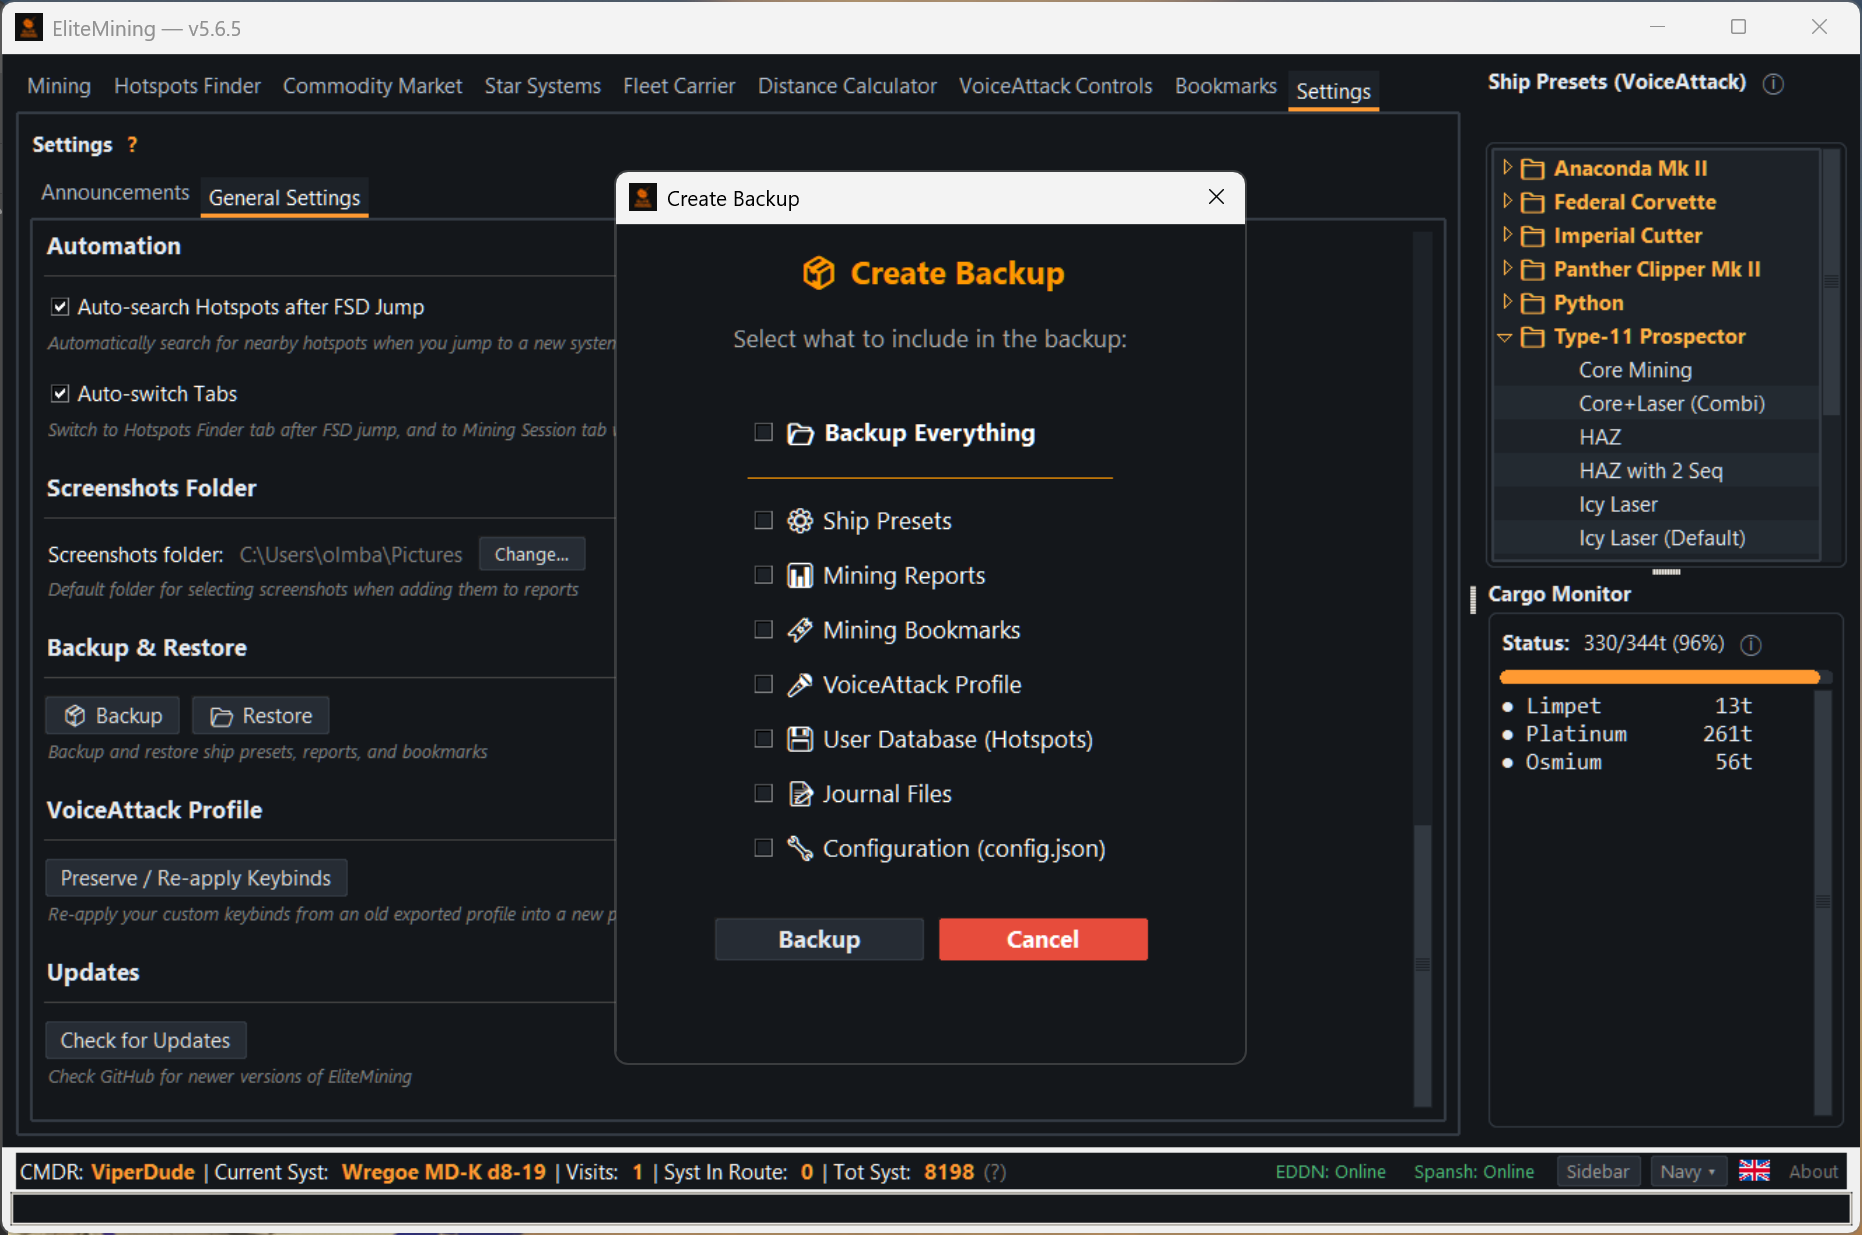 EliteMining — v5.6.5
Mining Hotspots Finder Commodity Market Star Systems Fleet Carrier Distance Calculator VoiceAttack Controls Bookmarks Settings
Settings ?
Announcements General Settings
Automation
Auto-search Hotspots after FSD Jump
Automatically search for nearby hotspots when you jump to a new system
Auto-switch Tabs
Switch to Hotspots Finder tab after FSD jump, and to Mining Session tab
Screenshots Folder
Screenshots folder: C:\Users\olmba\Pictures Change...
Default folder for selecting screenshots when adding them to reports
Backup & Restore
Backup Restore
Backup and restore ship presets, reports, and bookmarks
VoiceAttack Profile
Preserve / Re-apply Keybinds
Re-apply your custom keybinds from an old exported profile into a new p
Updates
Check for Updates
Check GitHub for newer versions of EliteMining
Create Backup
Create Backup
Select what to include in the backup:
Backup Everything
Ship Presets
Mining Reports
Mining Bookmarks
VoiceAttack Profile
User Database (Hotspots)
Journal Files
Configuration (config.json)
Backup Cancel
Ship Presets (VoiceAttack)
Anaconda Mk II
Federal Corvette
Imperial Cutter
Panther Clipper Mk II
Python
Type-11 Prospector
Core Mining
Core+Laser (Combi)
HAZ
HAZ with 2 Seq
Icy Laser
Icy Laser (Default)
Cargo Monitor
Status: 330/344t (96%)
Limpet 13t
Platinum 261t
Osmium 56t
CMDR: ViperDude | Current Syst: Wregoe MD-K d8-19 | Visits: 1 | Syst In Route: 0 | Tot Syst: 8198 (?)
EDDN: Online Spansh: Online Sidebar Navy About